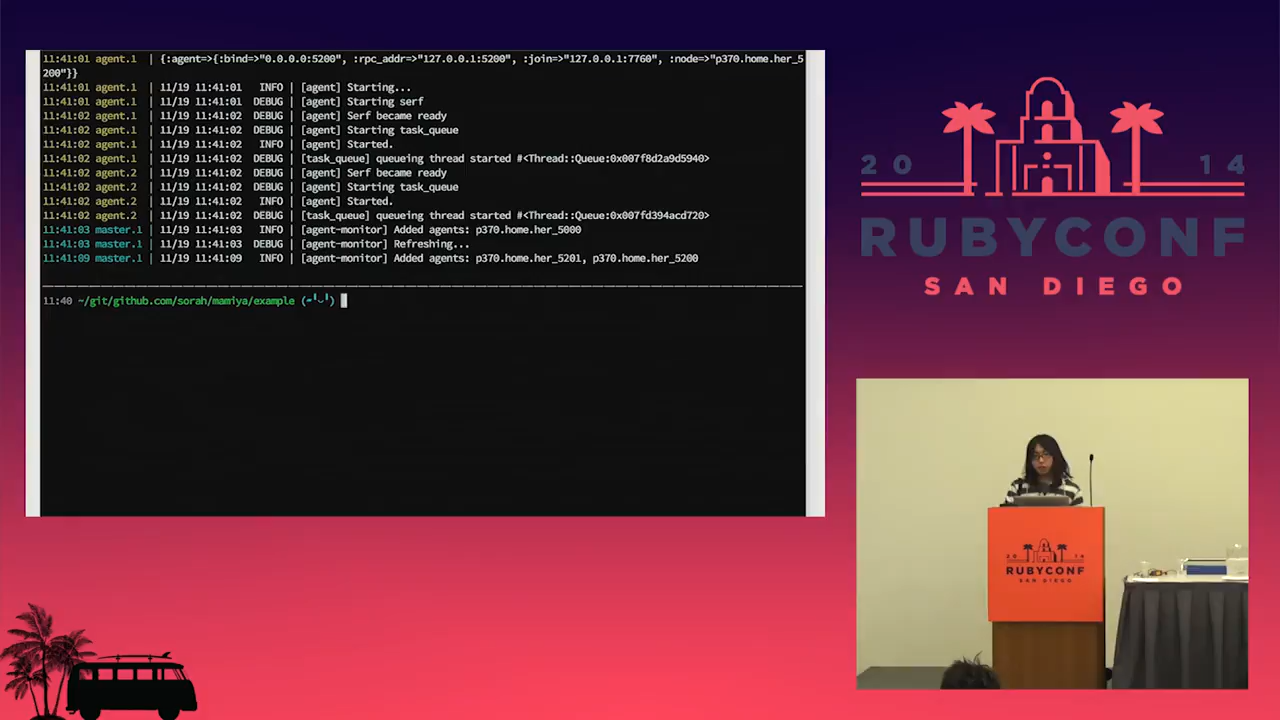 11:41:01 agent.1 | {:agent=>{:bind=>"0.0.0.0:5200", :rpc_addr=>"127.0.0.1:5200", :join=>"127.0.0.1:7760", :node=>"p370.home.her_5
200"}}
11:41:01 agent.1 | 11/19 11:41:01 INFO | [agent] Starting...
11:41:01 agent.1 | 11/19 11:41:01 DEBUG | [agent] Starting serf
11:41:02 agent.1 | 11/19 11:41:02 DEBUG | [agent] Serf became ready
11:41:02 agent.1 | 11/19 11:41:02 DEBUG | [agent] Starting task_queue
11:41:02 agent.1 | 11/19 11:41:02 INFO | [agent] Started.
11:41:02 agent.1 | 11/19 11:41:02 DEBUG | [task_queue] queueing thread started #<Thread::Queue:0x007f8d2a9d5940>
11:41:02 agent.2 | 11/19 11:41:02 DEBUG | [agent] Serf became ready
11:41:02 agent.2 | 11/19 11:41:02 DEBUG | [agent] Starting task_queue
11:41:02 agent.2 | 11/19 11:41:02 INFO | [agent] Started.
11:41:02 agent.2 | 11/19 11:41:02 DEBUG | [task_queue] queueing thread started #<Thread::Queue:0x007fd394acd720>
11:41:03 master.1 | 11/19 11:41:03 INFO | [agent-monitor] Added agents: p370.home.her_5000
11:41:03 master.1 | 11/19 11:41:03 DEBUG | [agent-monitor] Refreshing...
11:41:09 master.1 | 11/19 11:41:09 INFO | [agent-monitor] Added agents: p370.home.her_5201, p370.home.her_5200
11:40 ~/git/github.com/sorah/mamiya/example (╹◡╹)
20 14
RUBYCONF
SAN DIEGO
20 14
RUBYCONF
SAN DIEGO